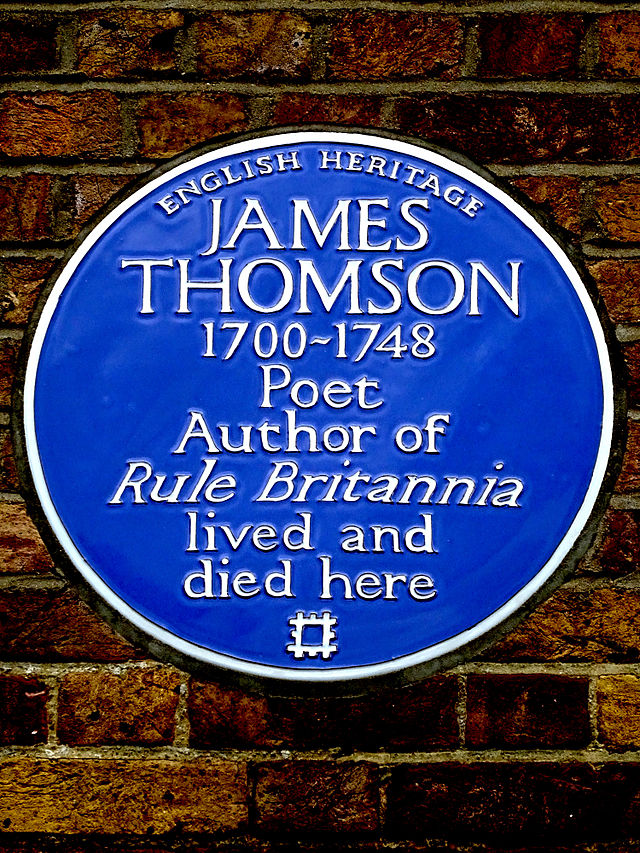 ENGLISH HERITAGE
JAMES
THOMSON
1700~1748
Poet
Author of
Rule Britannia
lived and
died here